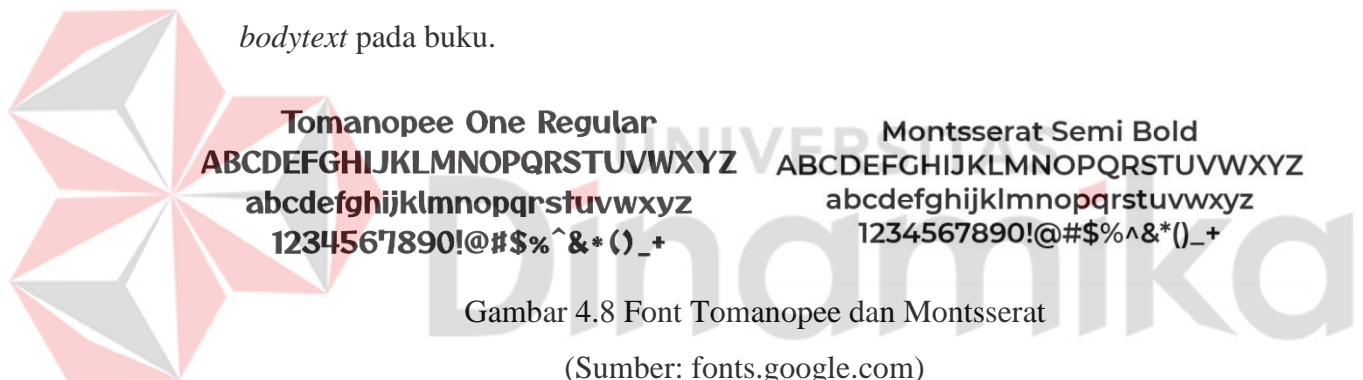 bodytext pada buku.
UNIVERSITAS
Dinamika
Tomanopee One Regular
ABCDEFGHIJKLMNOPQRSTUVWXYZ
abcdefghijklmnopqrstuvwxyz
1234567890!@#$%^&*()_+
Montsserat Semi Bold
ABCDEFGHIJKLMNOPQRSTUVWXYZ
abcdefghijklmnopqrstuvwxyz
1234567890!@#$%^&*()_+
Gambar 4.8 Font Tomanopee dan Montsserat
(Sumber: fonts.google.com)